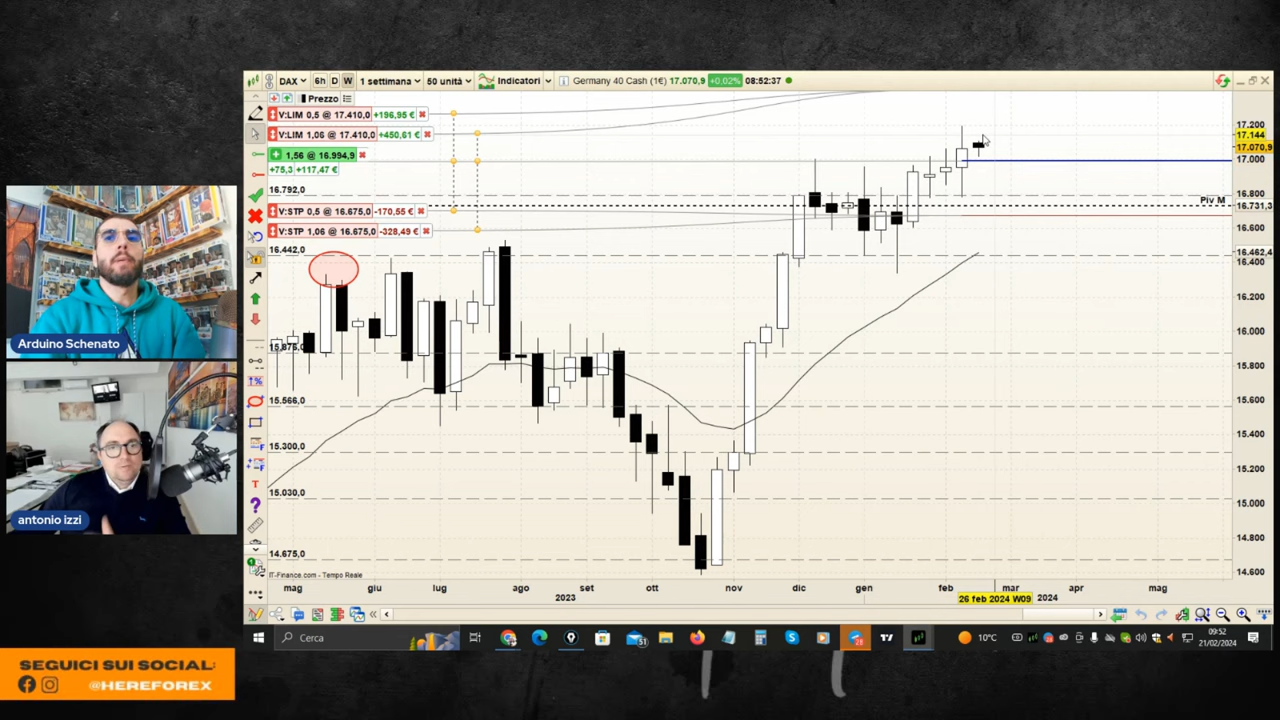 DAX 6h D W 1 settimana 50 unità Indicatori Germany 40 Cash (1€) 17.070,9 +0,02% 08:52:37
Prezzo
V:LIM 0,5 @ 17.410,0 +196,95 €
V:LIM 1,06 @ 17.410,0 +450,61 €
1,56 @ 16.994,9
+75,3 +117,47 €
16.792,0
V:STP 0,5 @ 16.675,0 -170,55 €
V:STP 1,06 @ 16.675,0 -328,49 €
16.442,0
15.875,0
15.566,0
15.300,0
15.030,0
14.675,0
Piv M
17.200
17.144
17.070,9
17.000
16.800
16.731,3
16.600
16.462,4
16.400
16.200
16.000
15.800
15.600
15.400
15.200
15.000
14.800
14.600
IT-Finance.com - Tempo Reale
mag giu lug ago set ott nov dic gen feb mar apr mag
2023 26 feb 2024 W09 2024
Arduino Schenato
antonio izzi
Cerca
51
28
10°C
09:52
21/02/2024
SEGUICI SUI SOCIAL:
@HEREFOREX